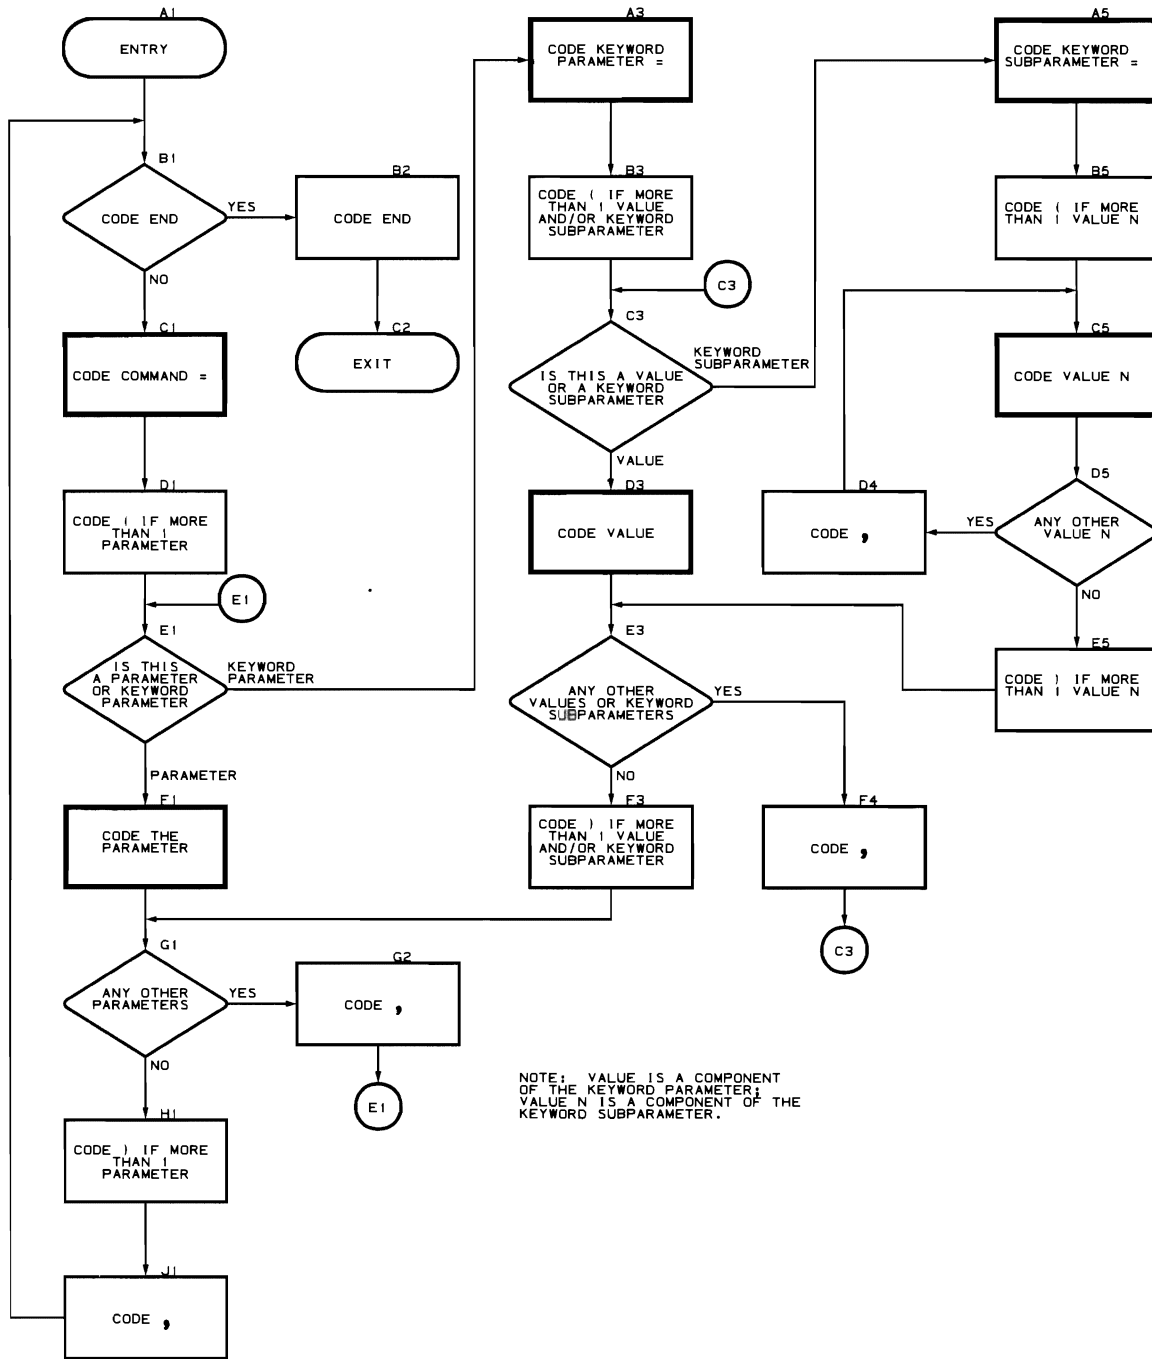 A1
ENTRY
B1
CODE END
YES
NO
B2
CODE END
C2
EXIT
C1
CODE COMMAND =
D1
CODE ( IF MORE
THAN 1
PARAMETER
E1
E1
IS THIS
A PARAMETER
OR KEYWORD
PARAMETER
KEYWORD
PARAMETER
PARAMETER
F1
CODE THE
PARAMETER
G1
ANY OTHER
PARAMETERS
YES
NO
G2
CODE ,
E1
H1
CODE ) IF MORE
THAN 1
PARAMETER
J1
CODE ,
A3
CODE KEYWORD
PARAMETER =
B3
CODE ( IF MORE
THAN 1 VALUE
AND/OR KEYWORD
SUBPARAMETER
C3
C3
IS THIS A VALUE
OR A KEYWORD
SUBPARAMETER
KEYWORD
SUBPARAMETER
VALUE
D3
CODE VALUE
E3
ANY OTHER
VALUES OR KEYWORD
SUBPARAMETERS
YES
NO
F3
CODE ) IF MORE
THAN 1 VALUE
AND/OR KEYWORD
SUBPARAMETER
F4
CODE ,
C3
A5
CODE KEYWORD
SUBPARAMETER =
B5
CODE ( IF MORE
THAN 1 VALUE N
C5
CODE VALUE N
D5
ANY OTHER
VALUE N
YES
NO
D4
CODE ,
E5
CODE ) IF MORE
THAN 1 VALUE N
NOTE: VALUE IS A COMPONENT
OF THE KEYWORD PARAMETER;
VALUE N IS A COMPONENT OF THE
KEYWORD SUBPARAMETER.